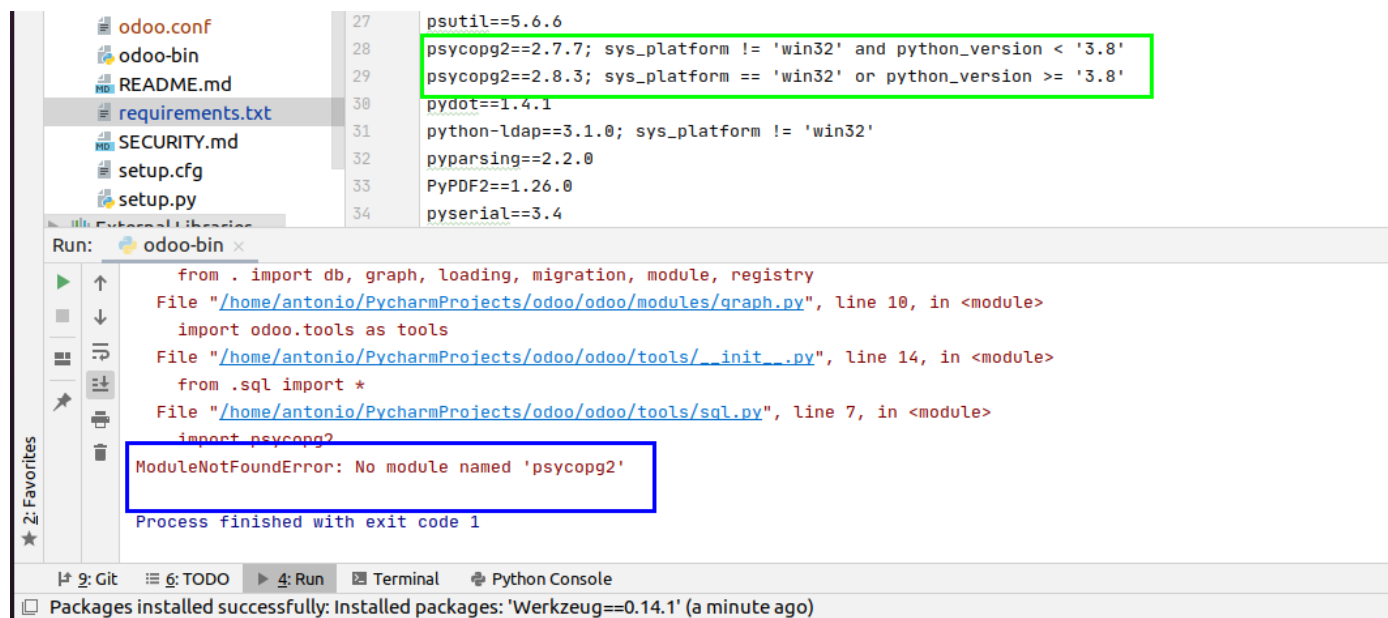 odoo.conf
odoo-bin
README.md
requirements.txt
SECURITY.md
setup.cfg
setup.py
External Libraries
27 psutil==5.6.6
28 psycopg2==2.7.7; sys_platform != 'win32' and python_version < '3.8'
29 psycopg2==2.8.3; sys_platform == 'win32' or python_version >= '3.8'
30 pydot==1.4.1
31 python-ldap==3.1.0; sys_platform != 'win32'
32 pyparsing==2.2.0
33 PyPDF2==1.26.0
34 pyserial==3.4
Run: odoo-bin ×
from . import db, graph, loading, migration, module, registry
File "/home/antonio/PycharmProjects/odoo/odoo/modules/graph.py", line 10, in <module>
import odoo.tools as tools
File "/home/antonio/PycharmProjects/odoo/odoo/tools/__init__.py", line 14, in <module>
from .sql import *
File "/home/antonio/PycharmProjects/odoo/odoo/tools/sql.py", line 7, in <module>
import psycopg2
ModuleNotFoundError: No module named 'psycopg2'
Process finished with exit code 1
2: Favorites
9: Git 6: TODO 4: Run Terminal Python Console
Packages installed successfully: Installed packages: 'Werkzeug==0.14.1' (a minute ago)